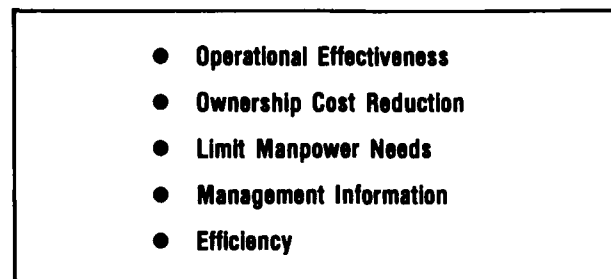 ● Operational Effectiveness
● Ownership Cost Reduction
● Limit Manpower Needs
● Management Information
● Efficiency